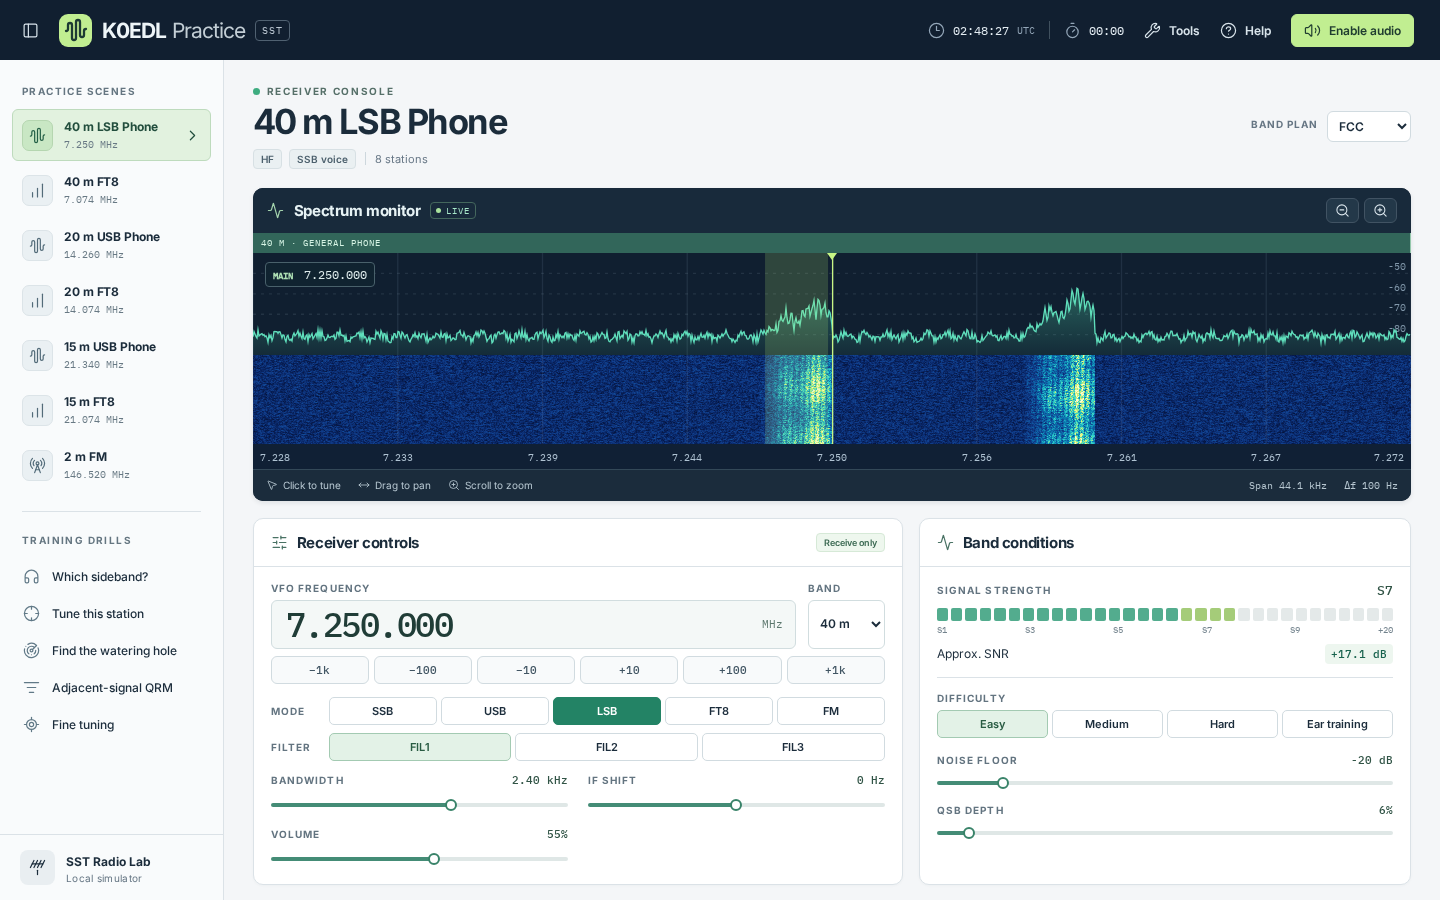 KOEDL Practice SST
02:48:27 UTC
00:00
Tools
Help
Enable audio
PRACTICE SCENES
40 m LSB Phone
7.250 MHz
40 m FT8
7.074 MHz
20 m USB Phone
14.260 MHz
20 m FT8
14.074 MHz
15 m USB Phone
21.340 MHz
15 m FT8
21.074 MHz
2 m FM
146.520 MHz
TRAINING DRILLS
Which sideband?
Tune this station
Find the watering hole
Adjacent-signal QRM
Fine tuning
SST Radio Lab
Local simulator
RECEIVER CONSOLE
40 m LSB Phone
HF SSB voice 8 stations
BAND PLAN FCC
Spectrum monitor LIVE
40 M · GENERAL PHONE
MAIN 7.250.000
-50
-60
-70
-80
7.228 7.233 7.239 7.244 7.250 7.256 7.261 7.267 7.272
Click to tune Drag to pan Scroll to zoom Span 44.1 kHz Δf 100 Hz
Receiver controls Receive only
VFO FREQUENCY BAND
7.250.000 MHz 40 m
−1k −100 −10 +10 +100 +1k
MODE SSB USB LSB FT8 FM
FILTER FIL1 FIL2 FIL3
BANDWIDTH 2.40 kHz IF SHIFT 0 Hz
VOLUME 55%
Band conditions
SIGNAL STRENGTH S7
S1 S3 S5 S7 S9 +20
Approx. SNR +17.1 dB
DIFFICULTY
Easy Medium Hard Ear training
NOISE FLOOR -20 dB
QSB DEPTH 6%